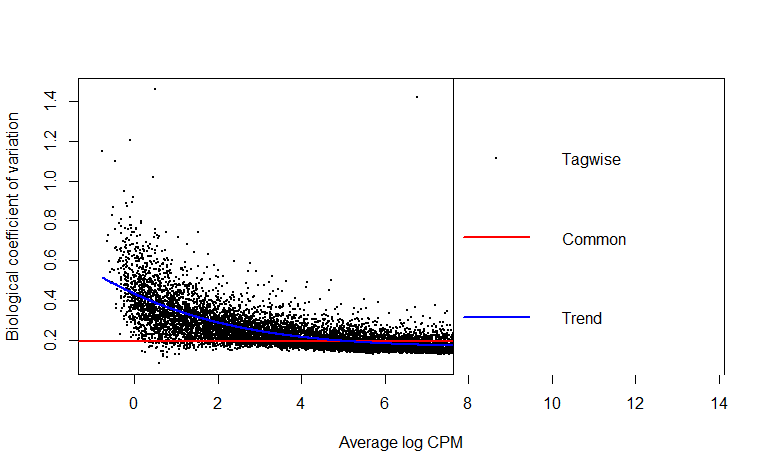 Biological coefficient of variation
1.4
1.2
1.0
0.8
0.6
0.4
0.2
Tagwise
Common
Trend
0 2 4 6 8 10 12 14
Average log CPM